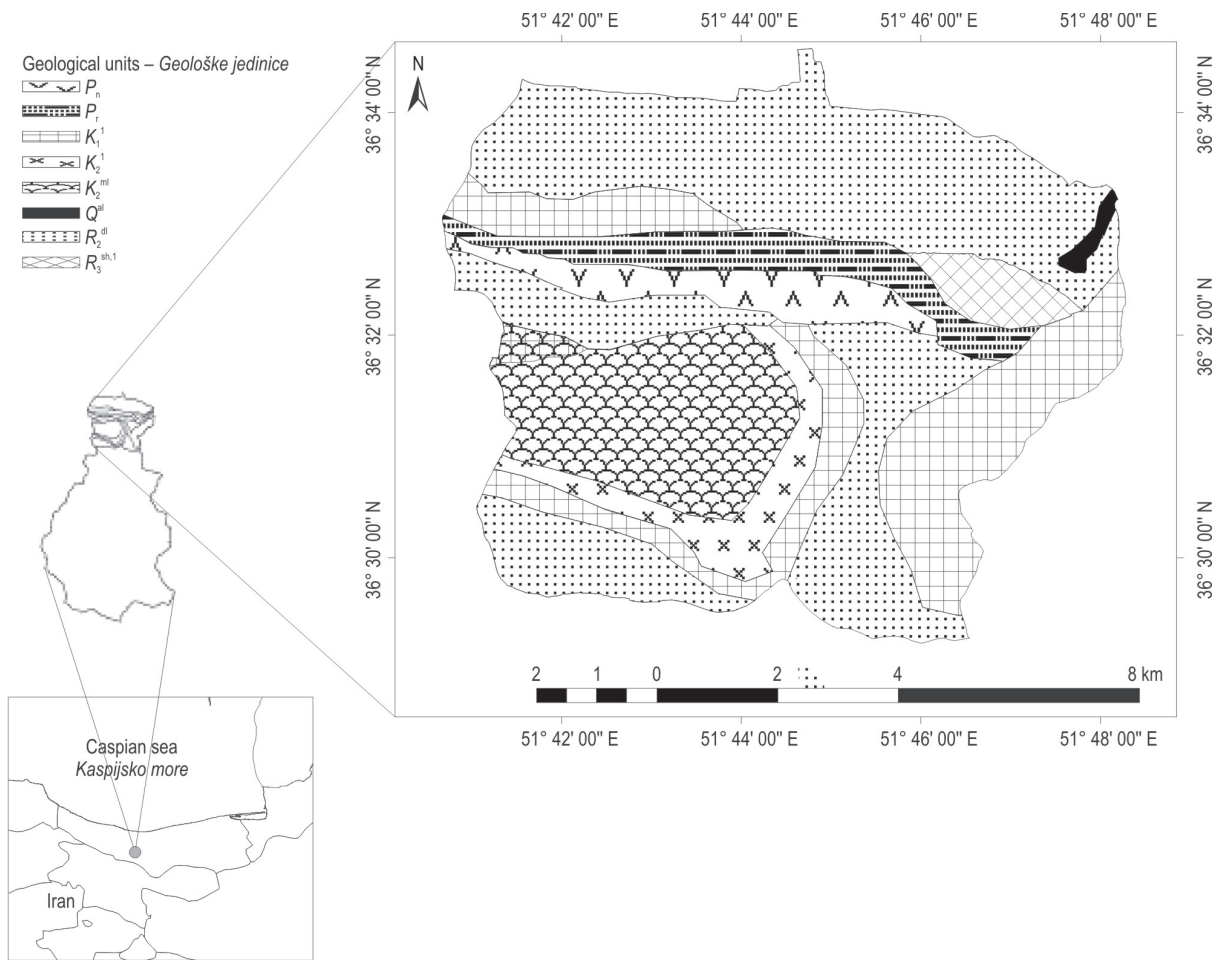 Geological units – Geološke jedinice
Pn
Pr
K1^1
K2^1
K2^ml
Q^al
R2^dl
R3^sh,1
51° 42' 00" E 51° 44' 00" E 51° 46' 00" E 51° 48' 00" E
N
36° 34' 00" N 36° 34' 00" N
36° 32' 00" N 36° 32' 00" N
36° 30' 00" N 36° 30' 00" N
2 1 0 2 4 8 km
51° 42' 00" E 51° 44' 00" E 51° 46' 00" E 51° 48' 00" E
Caspian sea
Kaspijsko more
Iran